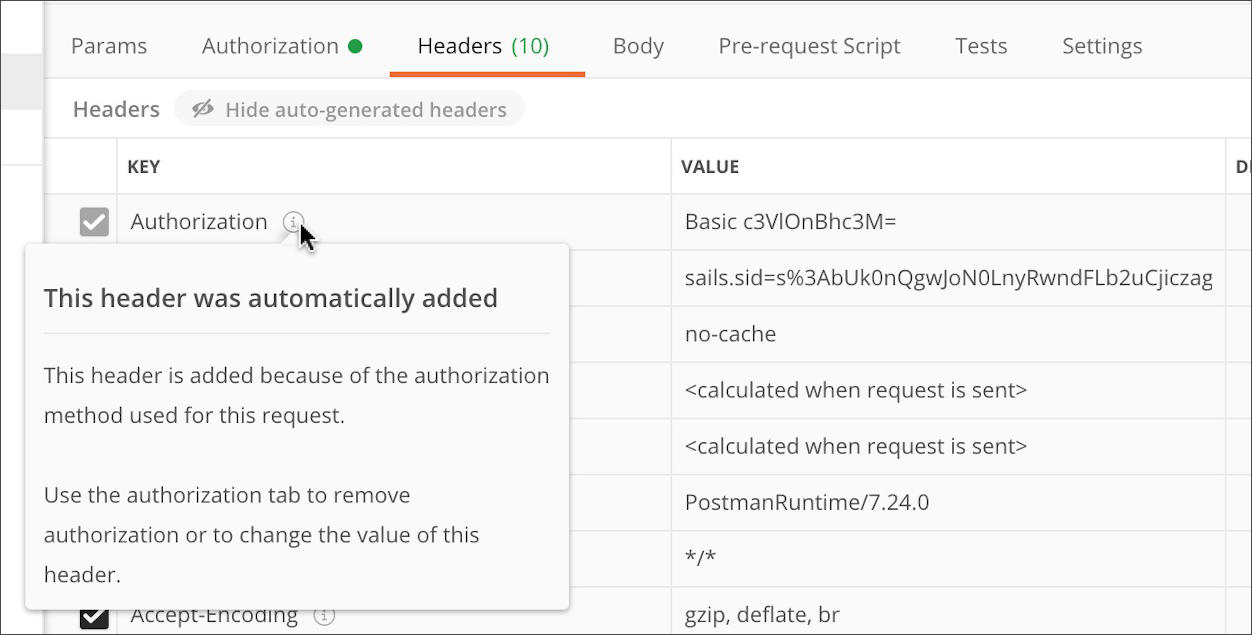 Params Authorization Headers (10) Body Pre-request Script Tests Settings
Headers Hide auto-generated headers
KEY VALUE
Authorization Basic c3VlOnBhc3M=
This header was automatically added
This header is added because of the authorization
method used for this request.
Use the authorization tab to remove
authorization or to change the value of this
header.
sails.sid=s%3AbUk0nQgwJoN0LnyRwndFLb2uCjiczag
no-cache
<calculated when request is sent>
<calculated when request is sent>
PostmanRuntime/7.24.0
*/*
Accept-Encoding gzip, deflate, br